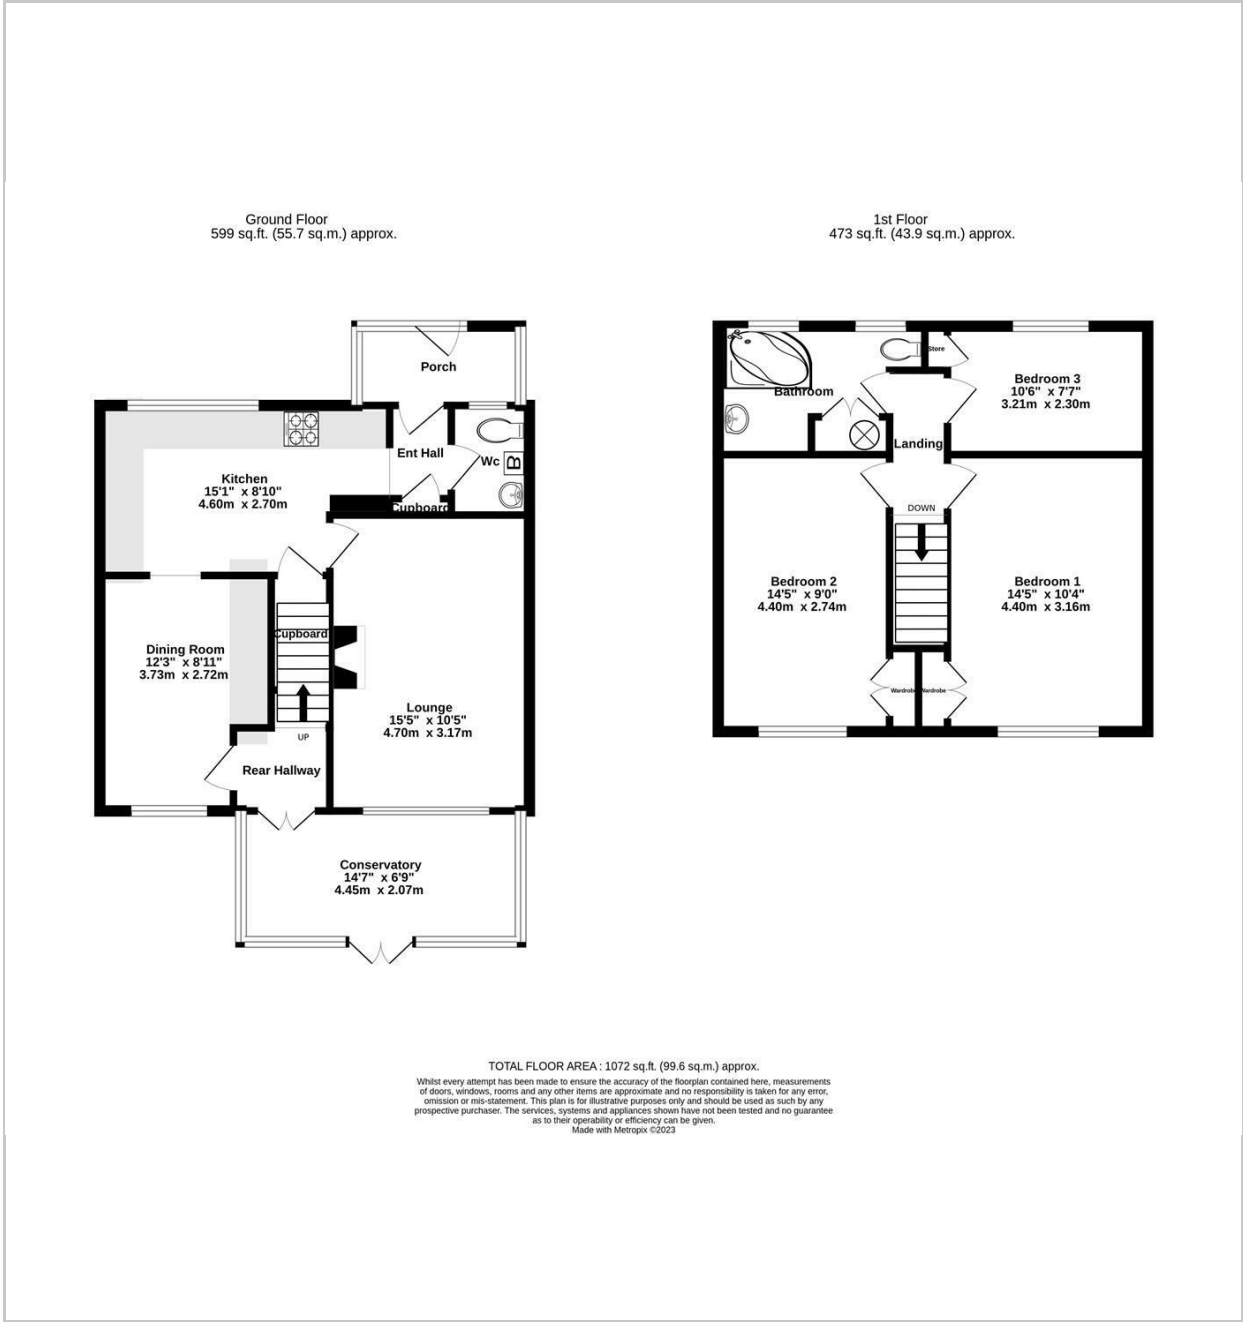 Ground Floor
599 sq.ft. (55.7 sq.m.) approx.
Porch
Ent Hall
Wc
B
Cupboard
Kitchen
15'1" x 8'10"
4.60m x 2.70m
Cupboard
Dining Room
12'3" x 8'11"
3.73m x 2.72m
Lounge
15'5" x 10'5"
4.70m x 3.17m
UP
Rear Hallway
Conservatory
14'7" x 6'9"
4.45m x 2.07m
1st Floor
473 sq.ft. (43.9 sq.m.) approx.
Store
Bathroom
Bedroom 3
10'6" x 7'7"
3.21m x 2.30m
Landing
DOWN
Bedroom 2
14'5" x 9'0"
4.40m x 2.74m
Bedroom 1
14'5" x 10'4"
4.40m x 3.16m
Wardrobe
Wardrobe
TOTAL FLOOR AREA : 1072 sq.ft. (99.6 sq.m.) approx.
Whilst every attempt has been made to ensure the accuracy of the floorplan contained here, measurements
of doors, windows, rooms and any other items are approximate and no responsibility is taken for any error,
omission or mis-statement. This plan is for illustrative purposes only and should be used as such by any
prospective purchaser. The services, systems and appliances shown have not been tested and no guarantee
as to their operability or efficiency can be given.
Made with Metropix ©2023